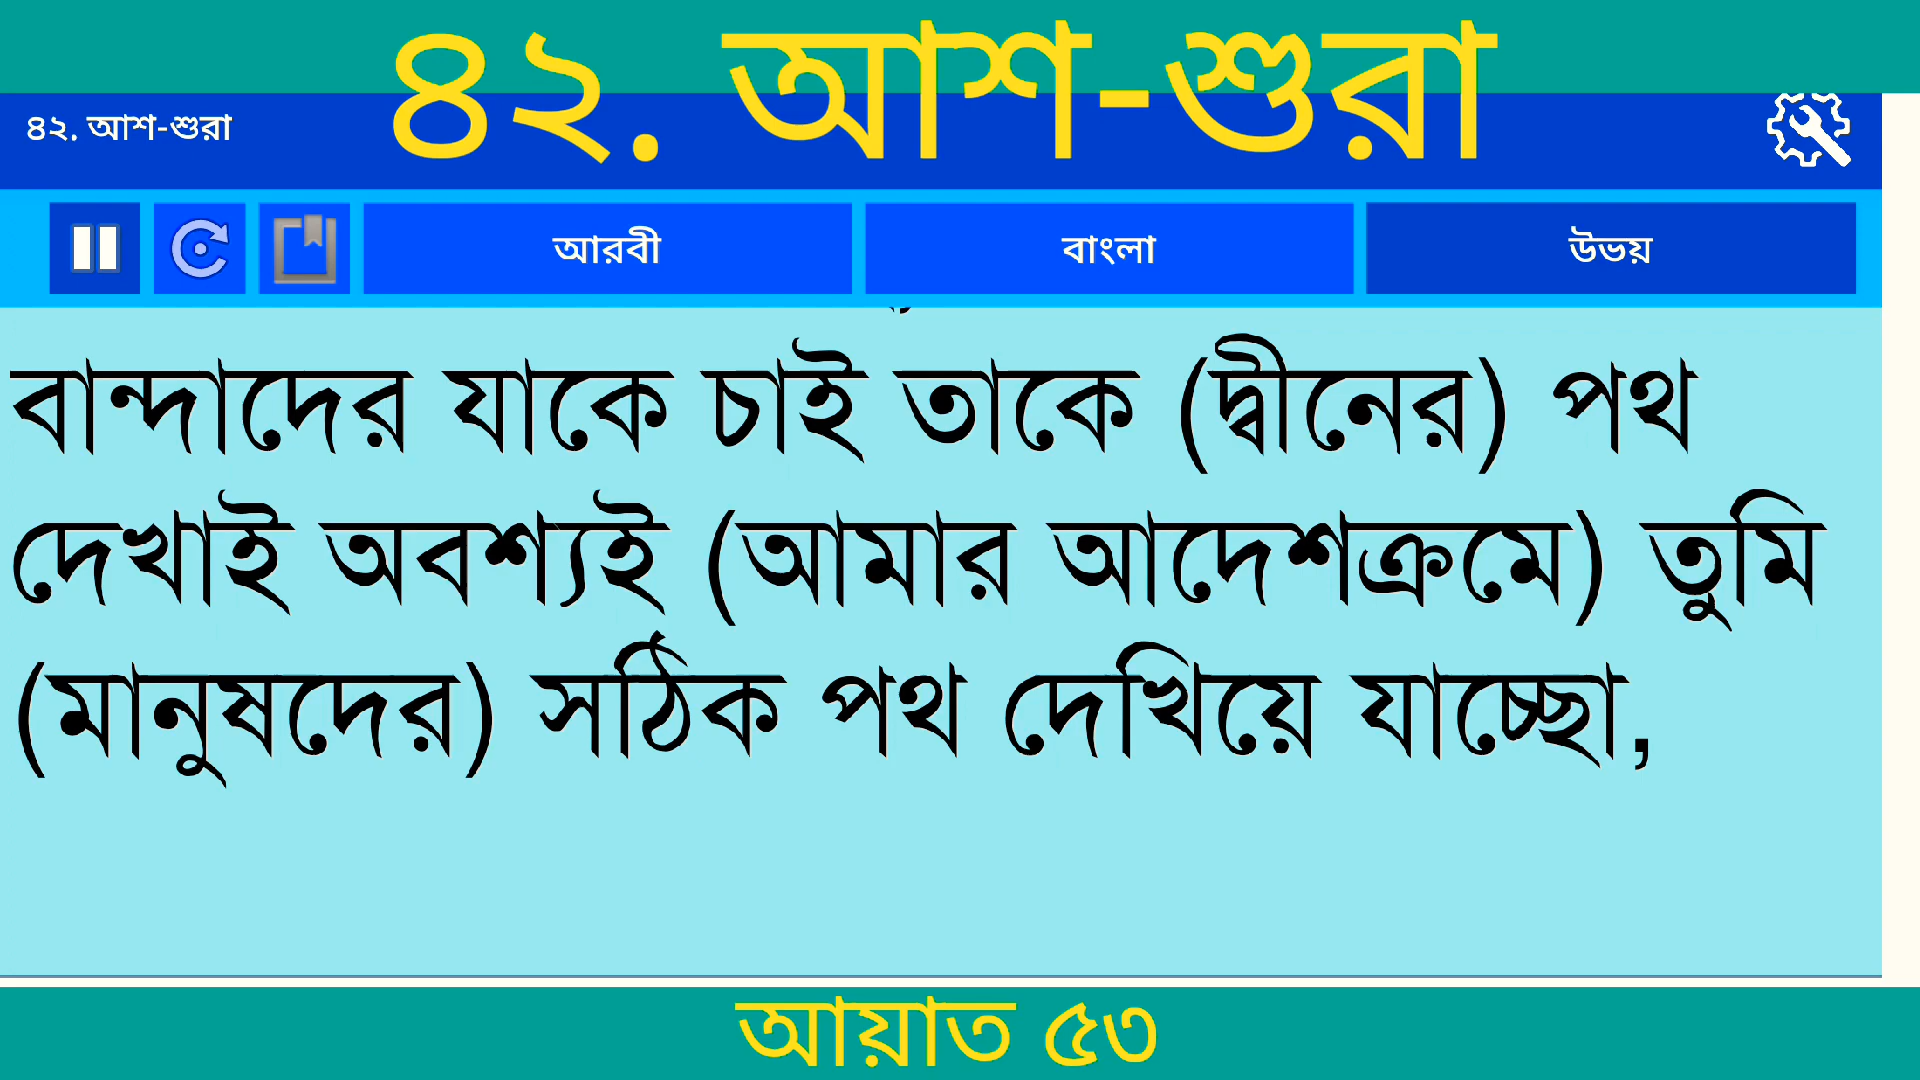 ৪২. আশ-শুরা
৪২. আশ-শুরা
আরবী
বাংলা
উভয়
বান্দাদের যাকে চাই তাকে (দ্বীনের) পথ
দেখাই অবশ্যই (আমার আদেশক্রমে) তুমি
(মানুষদের) সঠিক পথ দেখিয়ে যাচ্ছো,
আয়াত ৫৩